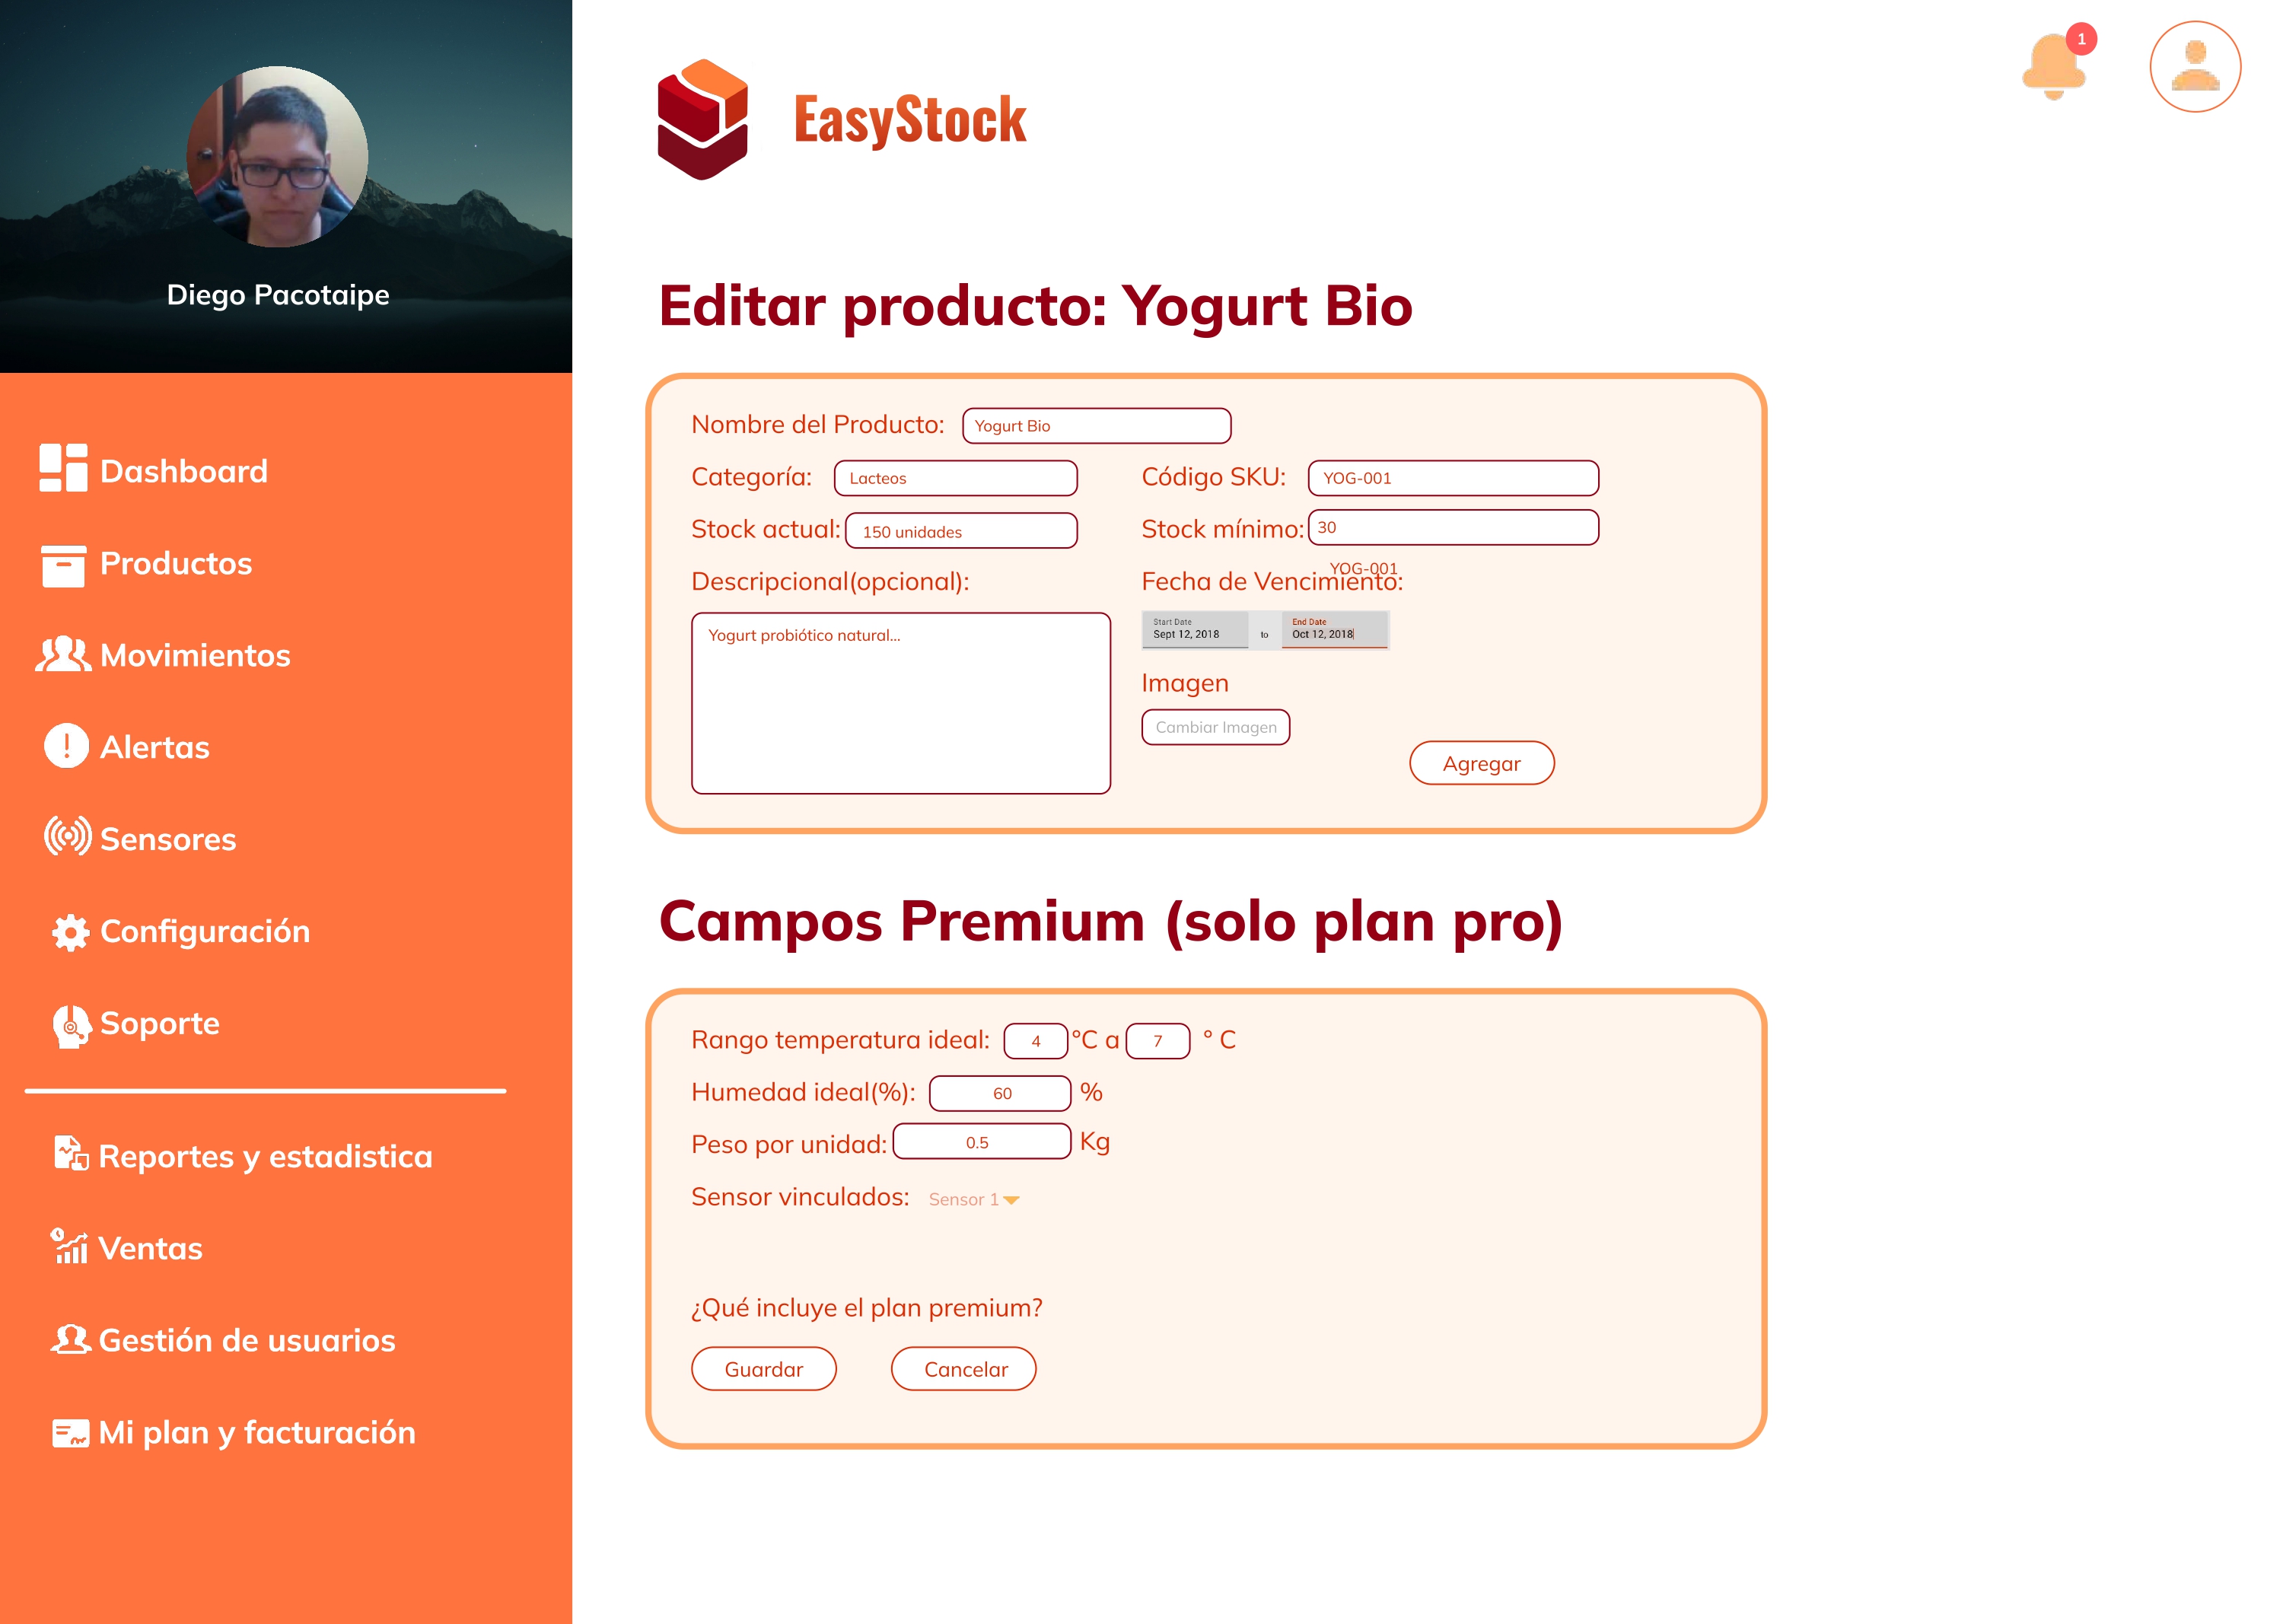 Diego Pacotaipe
Dashboard
Productos
Movimientos
Alertas
Sensores
Configuración
Soporte
Reportes y estadistica
Ventas
Gestión de usuarios
Mi plan y facturación
EasyStock
1
Editar producto: Yogurt Bio
Nombre del Producto: Yogurt Bio
Categoría: Lacteos Código SKU: YOG-001
Stock actual: 150 unidades Stock mínimo: 30
YOG-001
Descripcional(opcional): Fecha de Vencimiento:
Yogurt probiótico natural...
Start Date End Date
Sept 12, 2018 to Oct 12, 2018
Imagen
Cambiar Imagen
Agregar
Campos Premium (solo plan pro)
Rango temperatura ideal: 4 °C a 7 ° C
Humedad ideal(%): 60 %
Peso por unidad: 0.5 Kg
Sensor vinculados: Sensor 1
¿Qué incluye el plan premium?
Guardar Cancelar